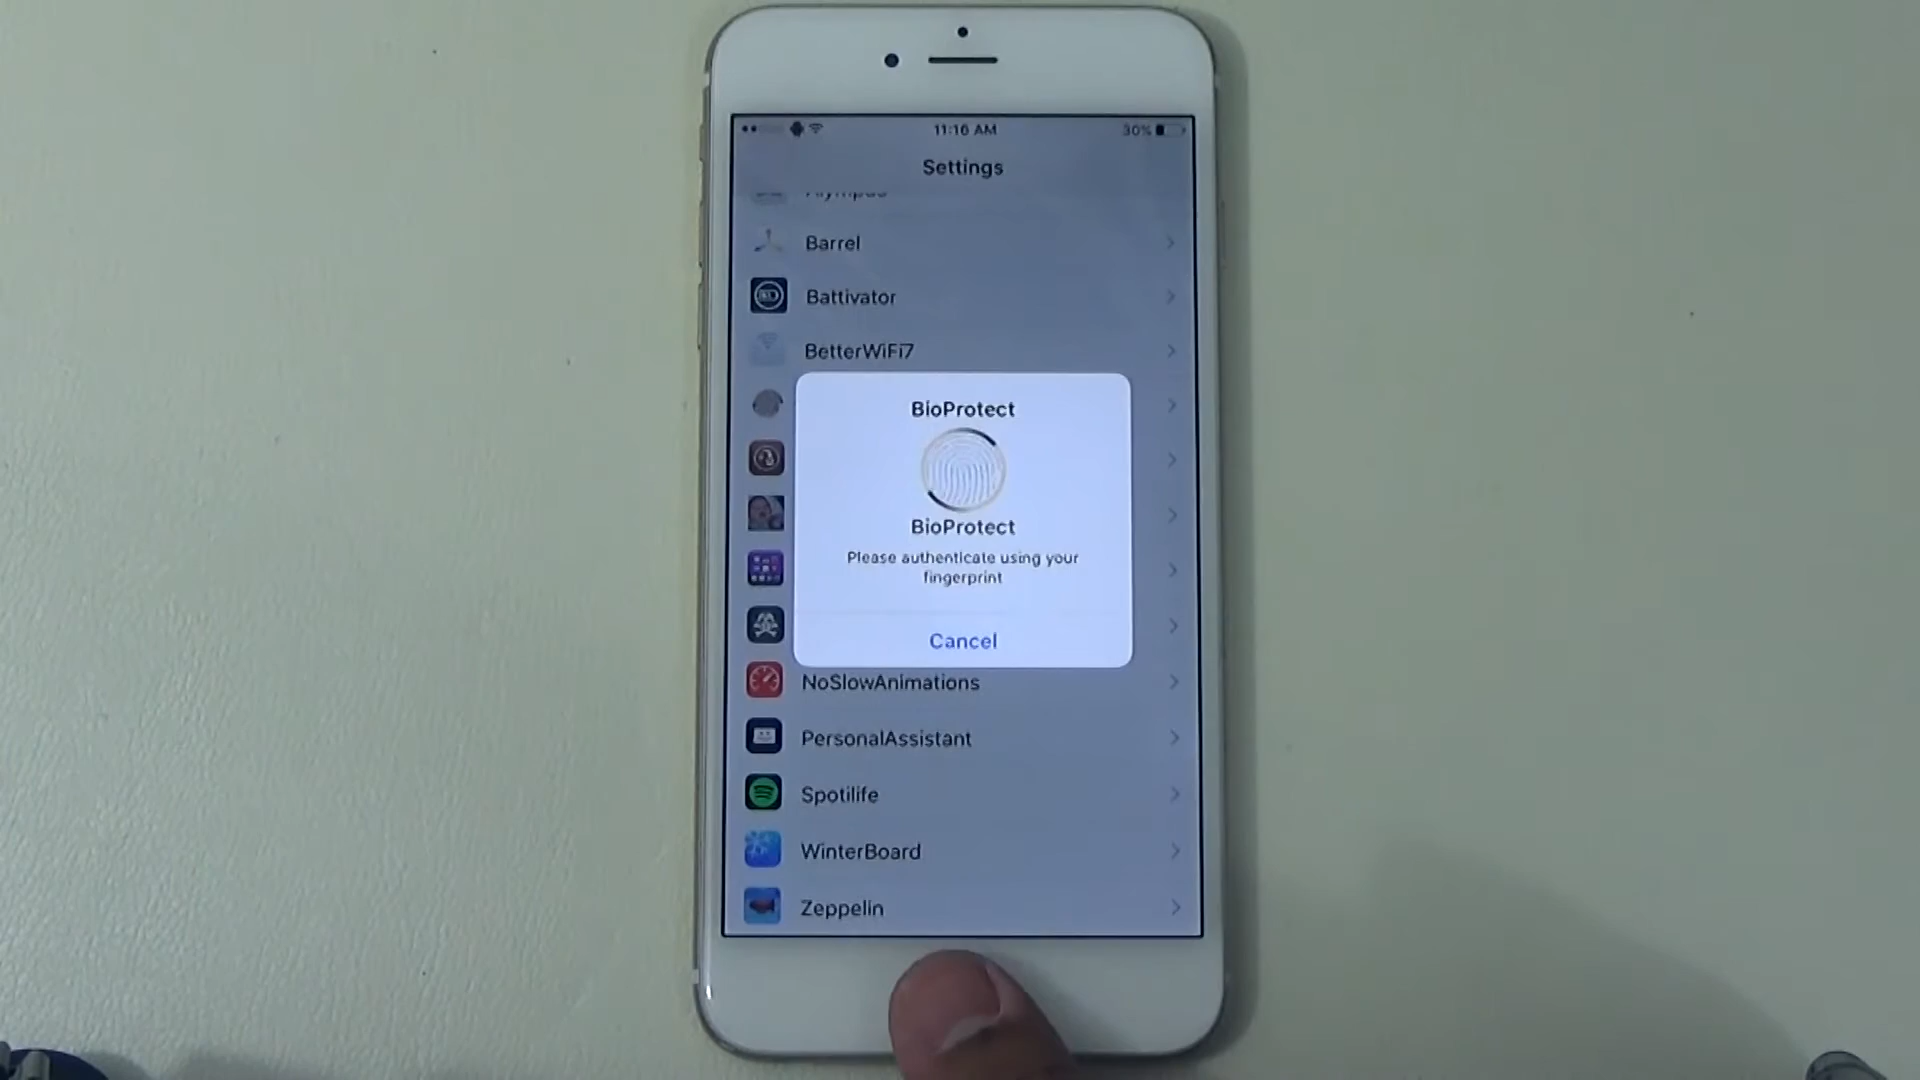 11:16 AM
30%
Settings
Barrel
Battivator
BetterWiFi7
BioProtect
BioProtect
Please authenticate using your
fingerprint
Cancel
NoSlowAnimations
PersonalAssistant
Spotilife
WinterBoard
Zeppelin